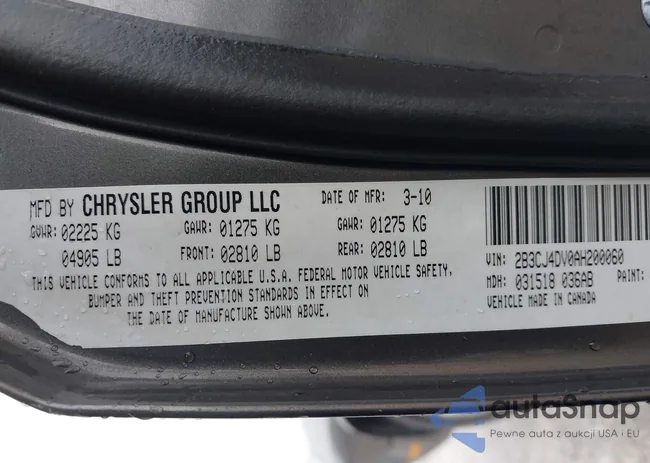 MFD BY CHRYSLER GROUP LLC DATE OF MFR: 3-10
GVWR: 02225 KG GAWR: 01275 KG GAWR: 01275 KG
04905 LB FRONT: 02810 LB REAR: 02810 LB
THIS VEHICLE CONFORMS TO ALL APPLICABLE U.S.A. FEDERAL MOTOR VEHICLE SAFETY,
BUMPER AND THEFT PREVENTION STANDARDS IN EFFECT ON
THE DATE OF MANUFACTURE SHOWN ABOVE.
VIN: 2B3CJ4DV0AH200060
MDH: 031518 036AB PAINT:
VEHICLE MADE IN CANADA
autaSnap
Pewne auta z aukcji USA i EU